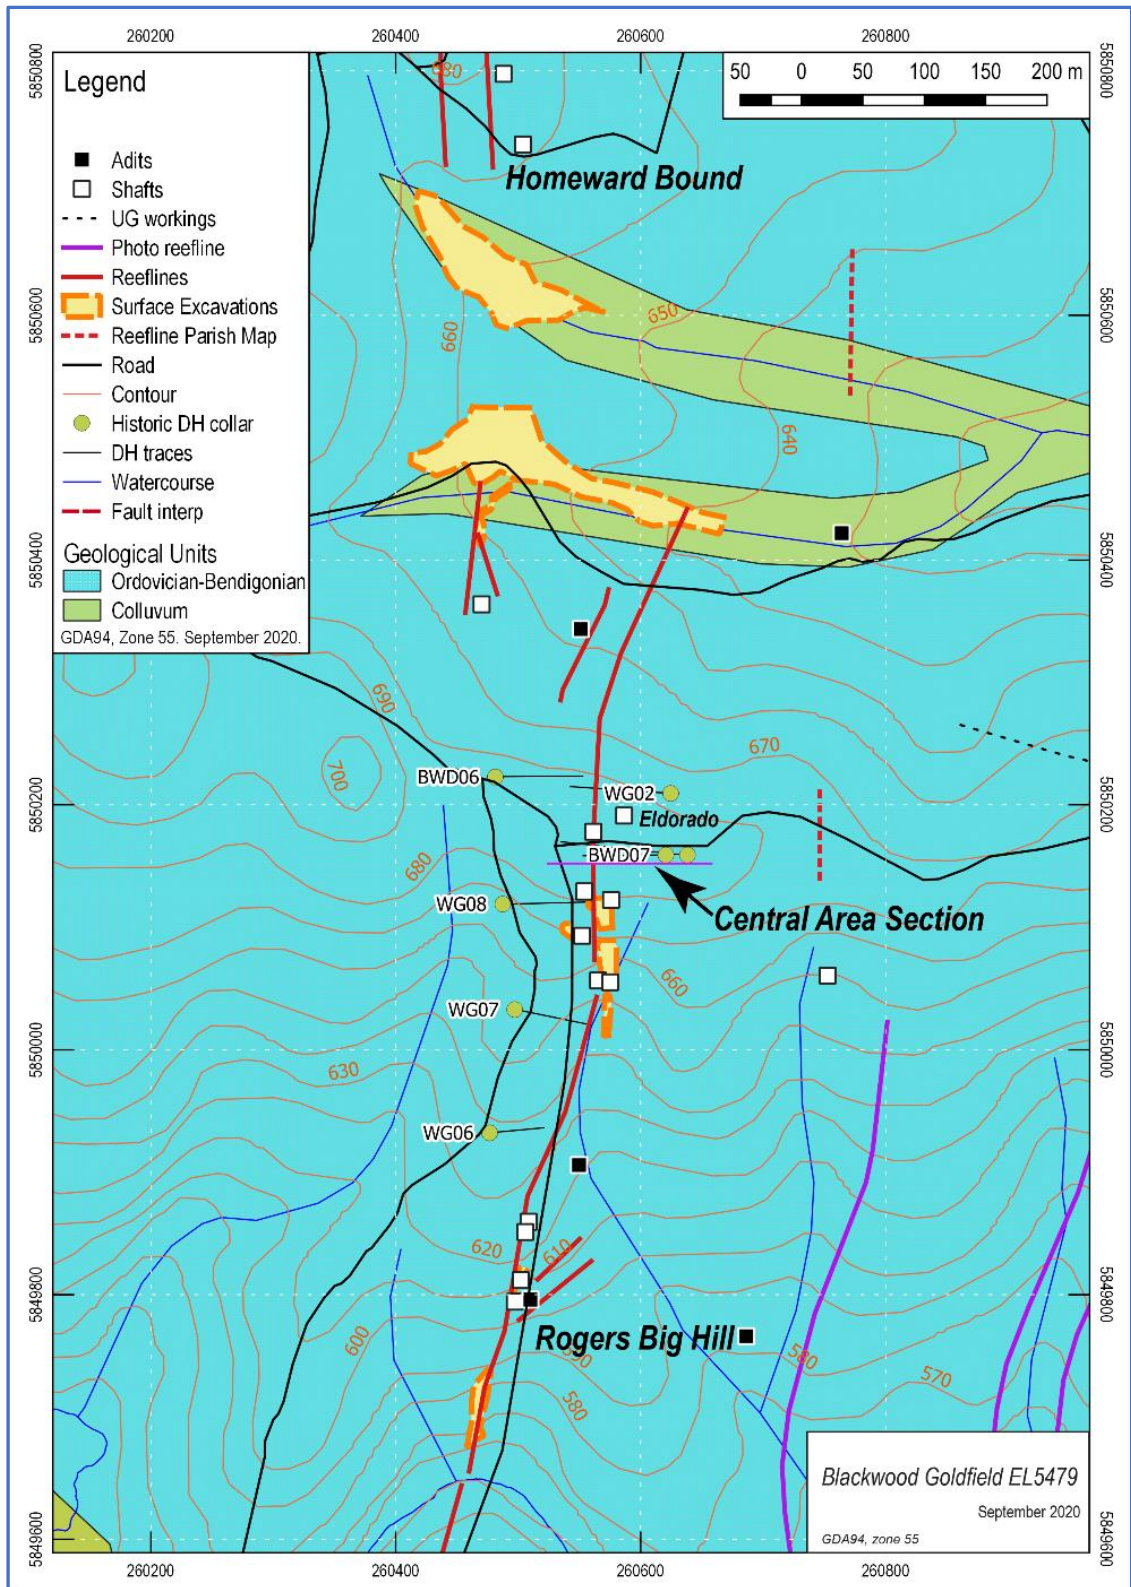 260200
260400
260600
260800
5850800
5850800
Legend
Adits
Shafts
UG workings
Photo reefline
Reeflines
Surface Excavations
Reefline Parish Map
Road
Contour
Historic DH collar
DH traces
Watercourse
Fault interp
Geological Units
Ordovician-Bendigonian
Colluvum
GDA94, Zone 55. September 2020.
50 0 50 100 150 200 m
680
Homeward Bound
5850600
5850600
650
660
640
5850400
5850400
690
670
700
BWD06
WG02
5850200
5850200
Eldorado
BWD07
680
WG08
Central Area Section
660
WG07
5850000
5850000
630
WG06
620
610
5849800
5849800
600
Rogers Big Hill
590
580
570
580
Blackwood Goldfield EL5479
September 2020
GDA94, zone 55
5849600
5849600
260200
260400
260600
260800